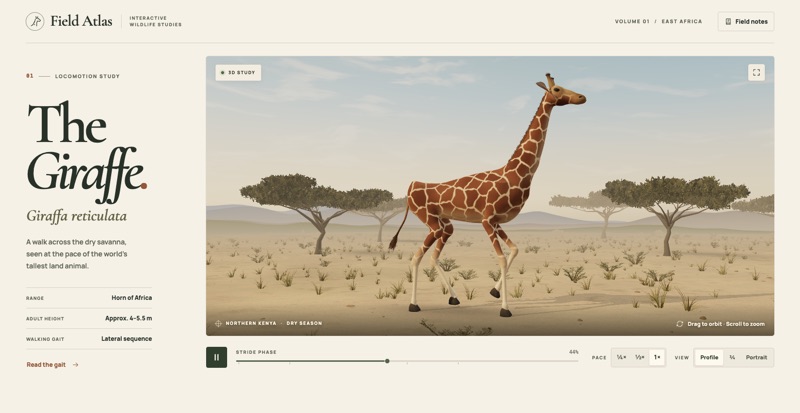 Field Atlas
INTERACTIVE
WILDLIFE STUDIES
VOLUME 01 / EAST AFRICA
Field notes
01 — LOCOMOTION STUDY
The
Giraffe.
Giraffa reticulata
A walk across the dry savanna,
seen at the pace of the world's
tallest land animal.
RANGE Horn of Africa
ADULT HEIGHT Approx. 4–5.5 m
WALKING GAIT Lateral sequence
Read the gait →
3D STUDY
NORTHERN KENYA · DRY SEASON
Drag to orbit · Scroll to zoom
STRIDE PHASE 44%
PACE ¼× ½× 1×
VIEW Profile ¾ Portrait